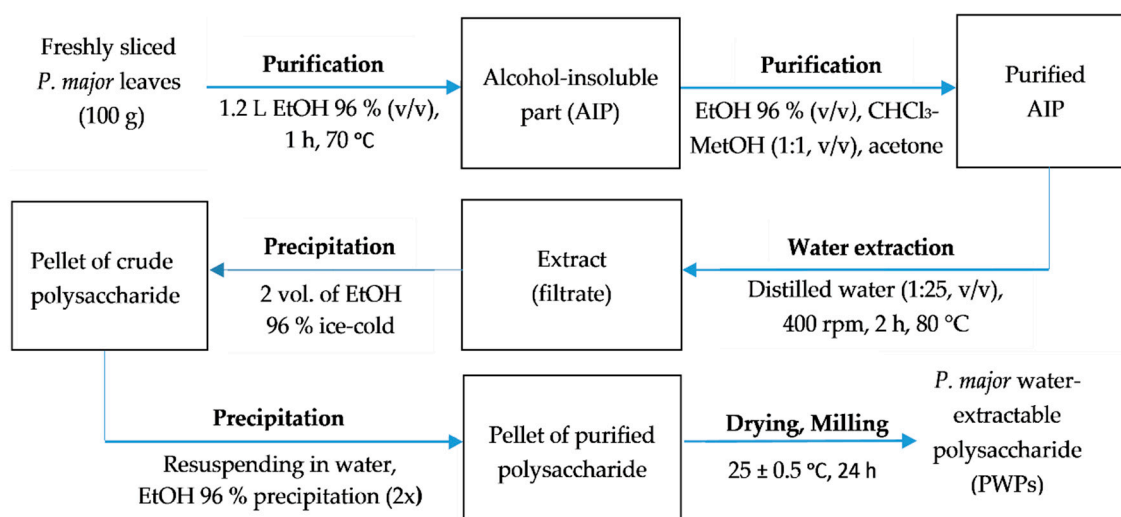 Freshly sliced
P. major leaves
(100 g)
Purification
1.2 L EtOH 96 % (v/v),
1 h, 70 °C
Alcohol-insoluble
part (AIP)
Purification
EtOH 96 % (v/v), CHCl₃-
MeOH (1:1, v/v), acetone
Purified
AIP
Water extraction
Distilled water (1:25, v/v),
400 rpm, 2 h, 80 °C
Extract
(filtrate)
Precipitation
2 vol. of EtOH
96 % ice-cold
Pellet of crude
polysaccharide
Precipitation
Resuspending in water,
EtOH 96 % precipitation (2x)
Pellet of purified
polysaccharide
Drying, Milling
25 ± 0.5 °C, 24 h
P. major water-
extractable
polysaccharide
(PWPs)